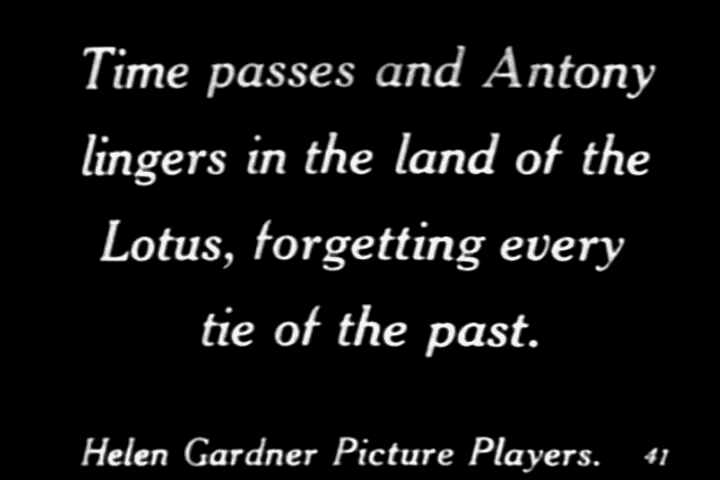 Time passes and Antony
lingers in the land of the
Lotus, forgetting every
tie of the past.
Helen Gardner Picture Players. 41